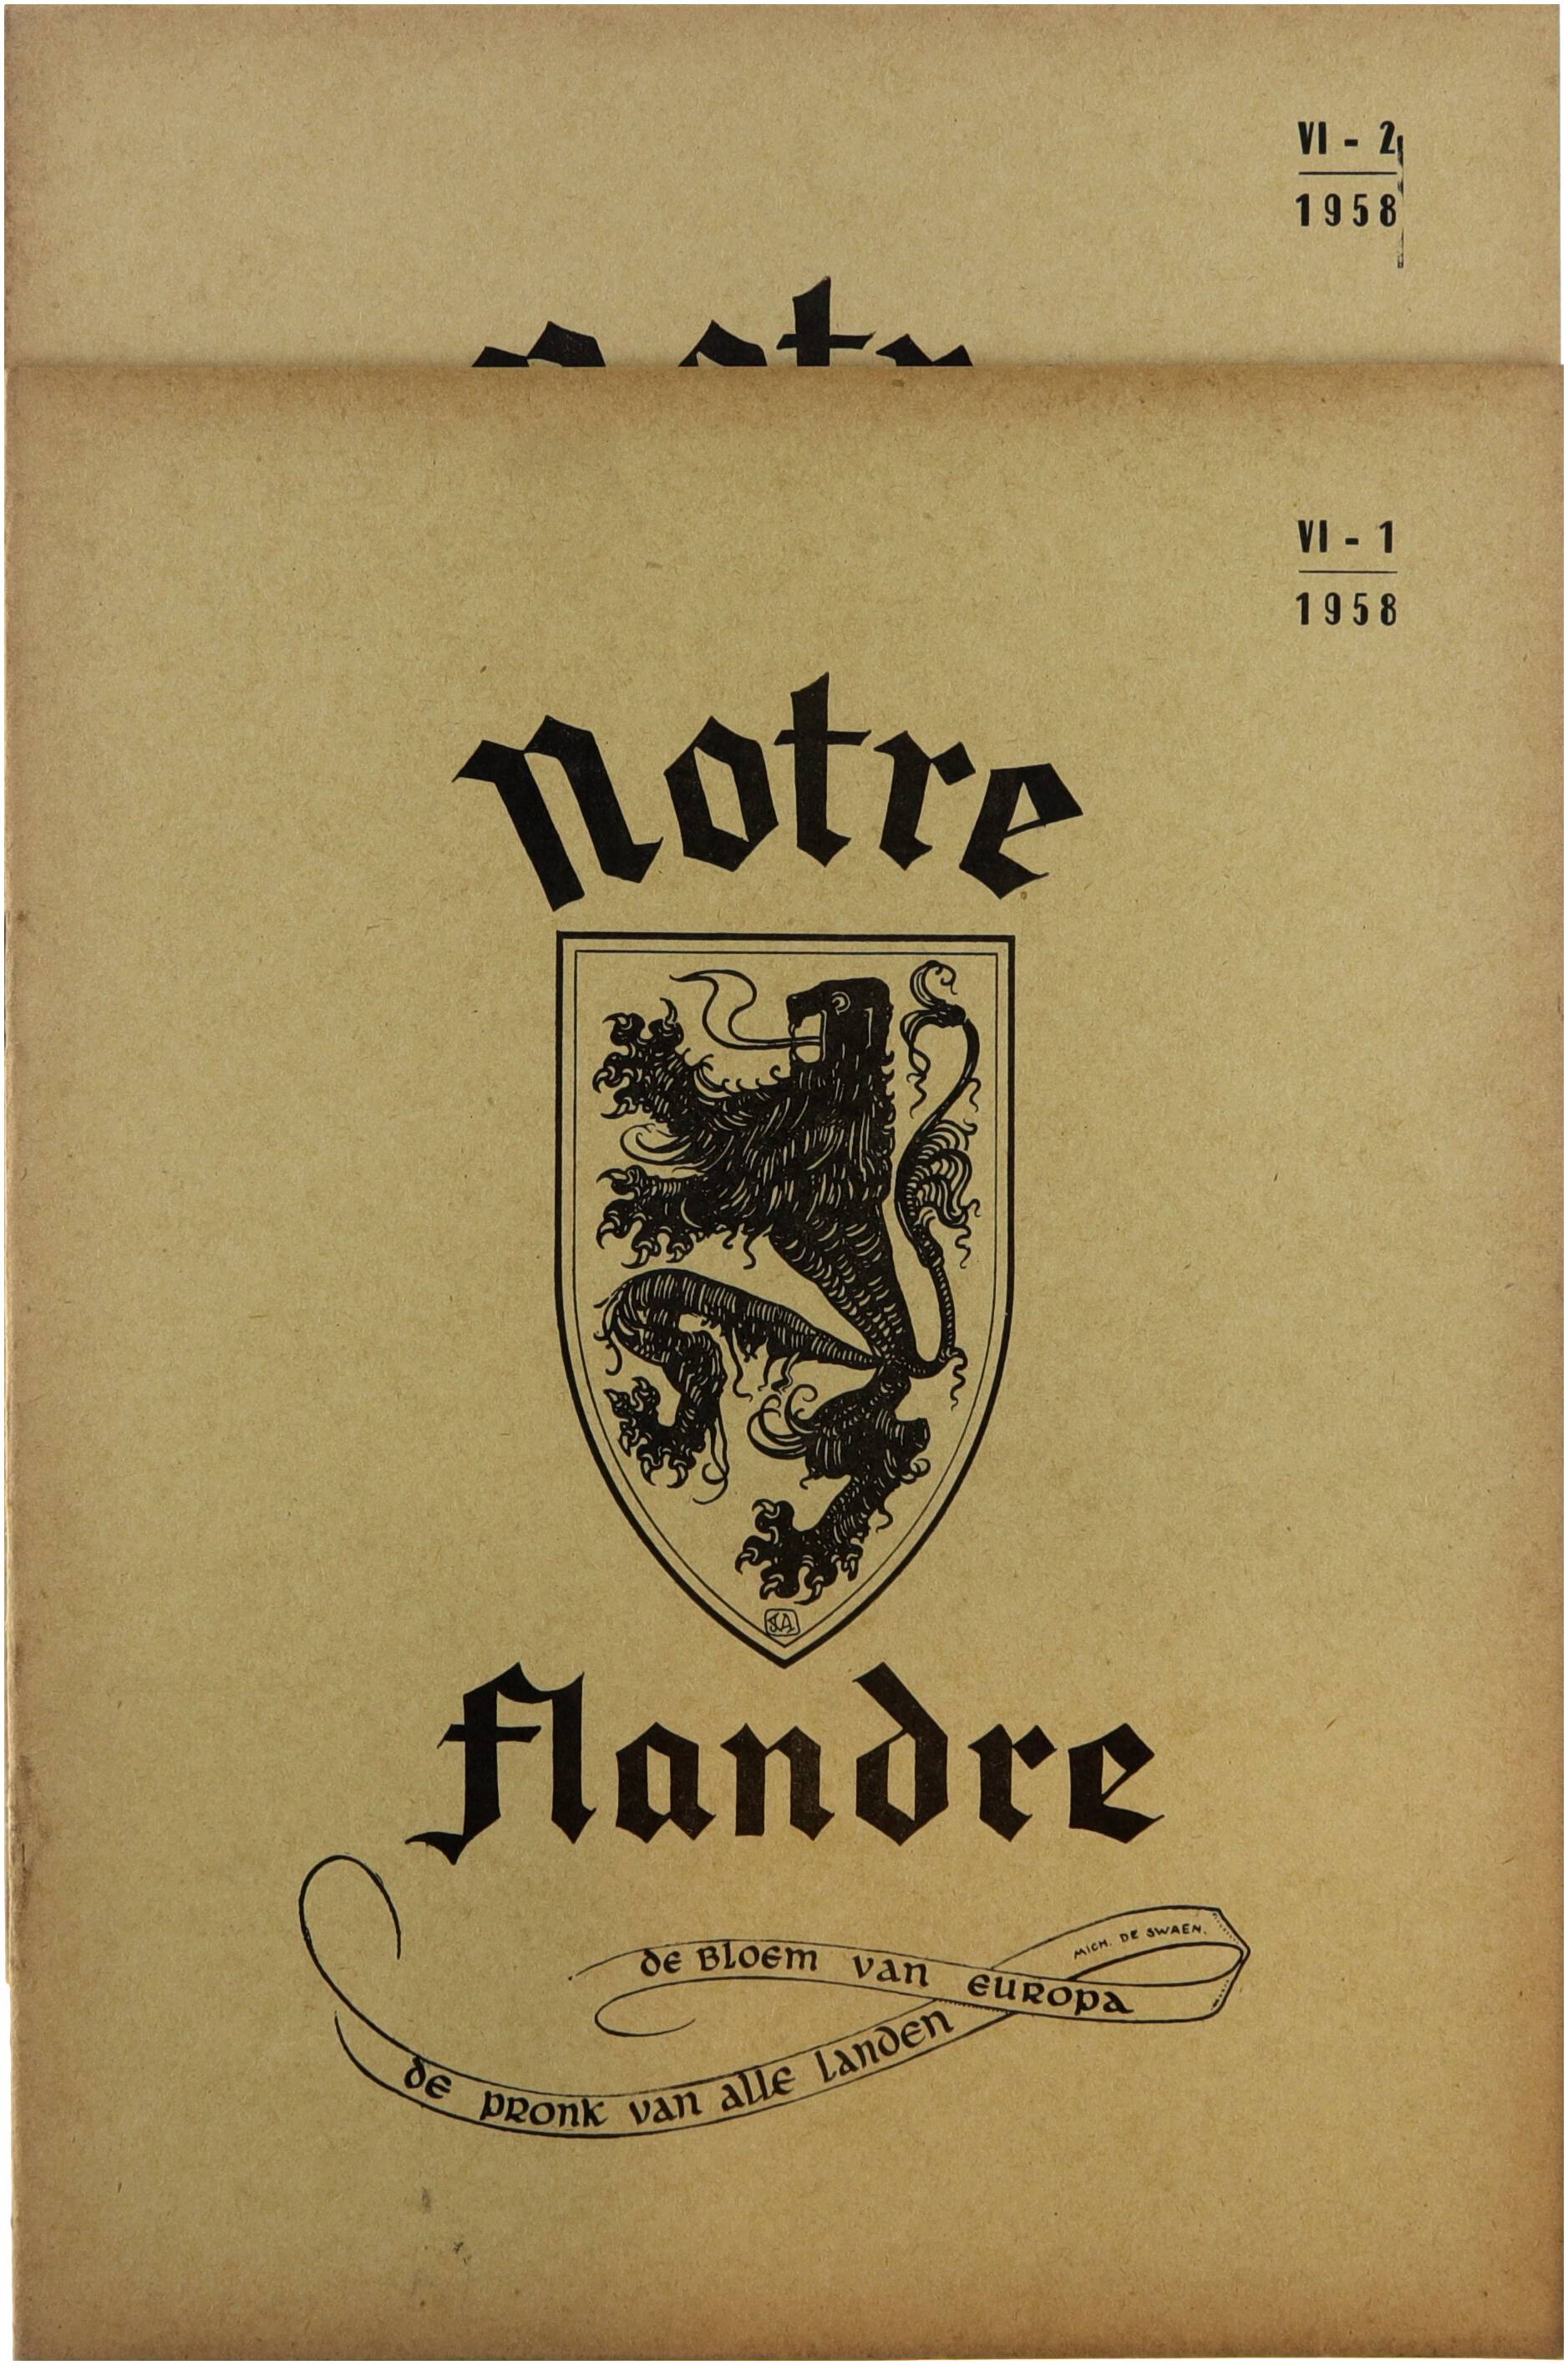 VI - 2
1958
Notr
VI - 1
1958
Notre
flandre
MICH. DE SWAEN.
de Bloem van Europa
de pronk van alle landen